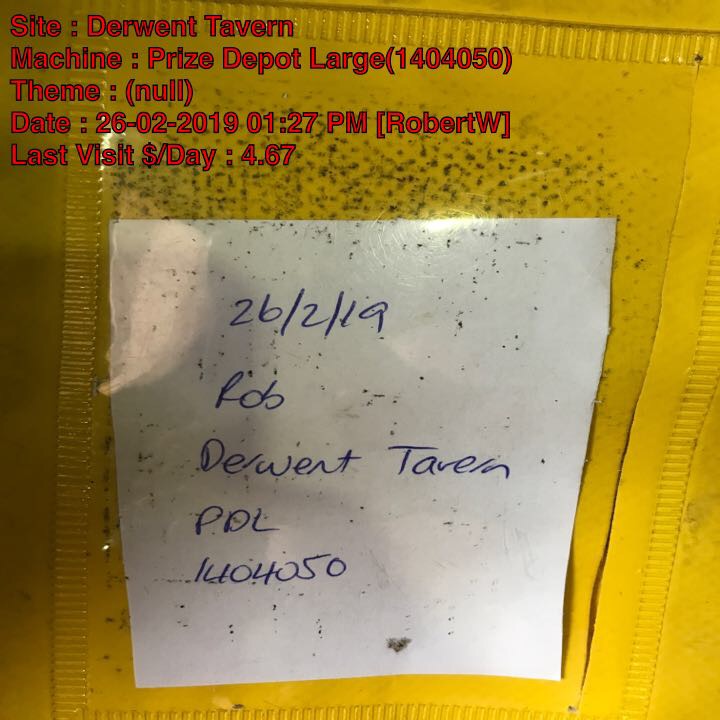 Site : Derwent Tavern
Machine : Prize Depot Large(1404050)
Theme : (null)
Date : 26-02-2019 01:27 PM [RobertW]
Last Visit $/Day : 4.67
26/2/19
Rob
Derwent Tavern
PDL
1404050